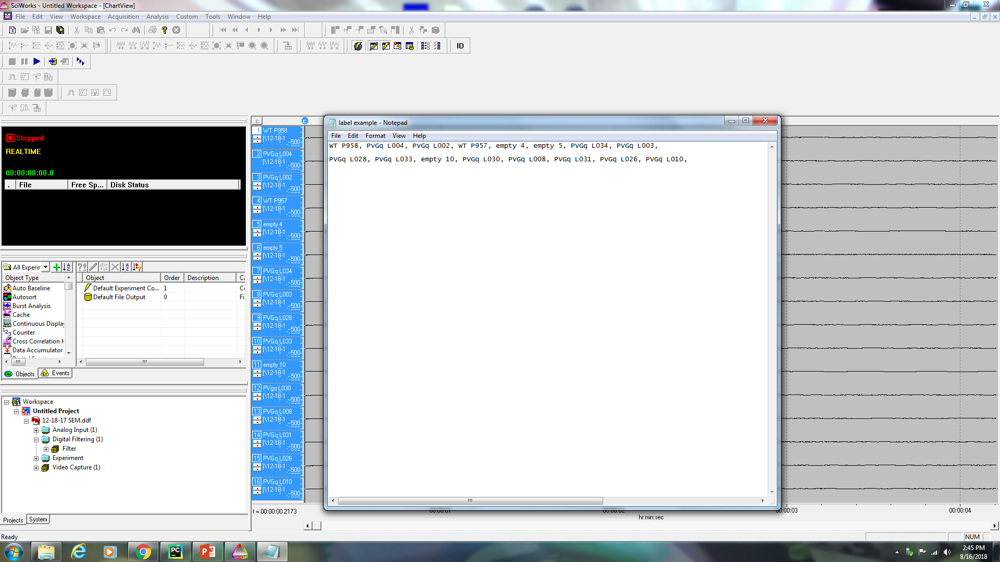 SciWorks - Untitled Workspace - [ChartView]
File Edit View Workspace Acquisition Analysis Custom Tools Window Help
ID
Stopped
REALTIME
00:00:00:00.0
. File Free Sp... Disk Status
All Experir
Object Type
Auto Baseline
Autosort
Burst Analysis
Cache
Continuous Display
Counter
Cross Correlation H
Data Accumulator
Object Order Description Ca
Default Experiment Co... 1 Co
Default File Output 0 Fi
Objects Events
Workspace
Untitled Project
12-18-17 SEM.ddf
Analog Input (1)
Digital Filtering (1)
Filter
Experiment
Video Capture (1)
Projects System
Ready
C C
1 WT P958
[\12-18-1 -500
2 PVGq L004
[\12-18-1 -500
3 PVGq L002
[\12-18-1 -500
4 WT P957
[\12-18-1 -500
5 empty 4
[\12-18-1 -500
6 empty 5
[\12-18-1 -500
7 PVGq L034
[\12-18-1 -500
8 PVGq L003
[\12-18-1 -500
9 PVGq L028
[\12-18-1 -500
10 PVGq L033
[\12-18-1 -500
11 empty 10
[\12-18-1 -500
12 PVgq L030
[\12-18-1 -500
13 PVGq L008
[\12-18-1 -500
14 PVGq L031
[\12-18-1 -500
15 PVGq L026
[\12-18-1 -500
16 PVGq L010
[\12-18-1 -500
label example - Notepad
File Edit Format View Help
WT P958, PVGq L004, PVGq L002, WT P957, empty 4, empty 5, PVGq L034, PVGq L003,
PVGq L028, PVGq L033, empty 10, PVGq L030, PVGq L008, PVGq L031, PVGq L026, PVGq L010,
t = 00:00:00.2173 00:00:01 00:00:02 00:00:03 00:00:04
hr:min:sec
NUM
2:45 PM
8/16/2018